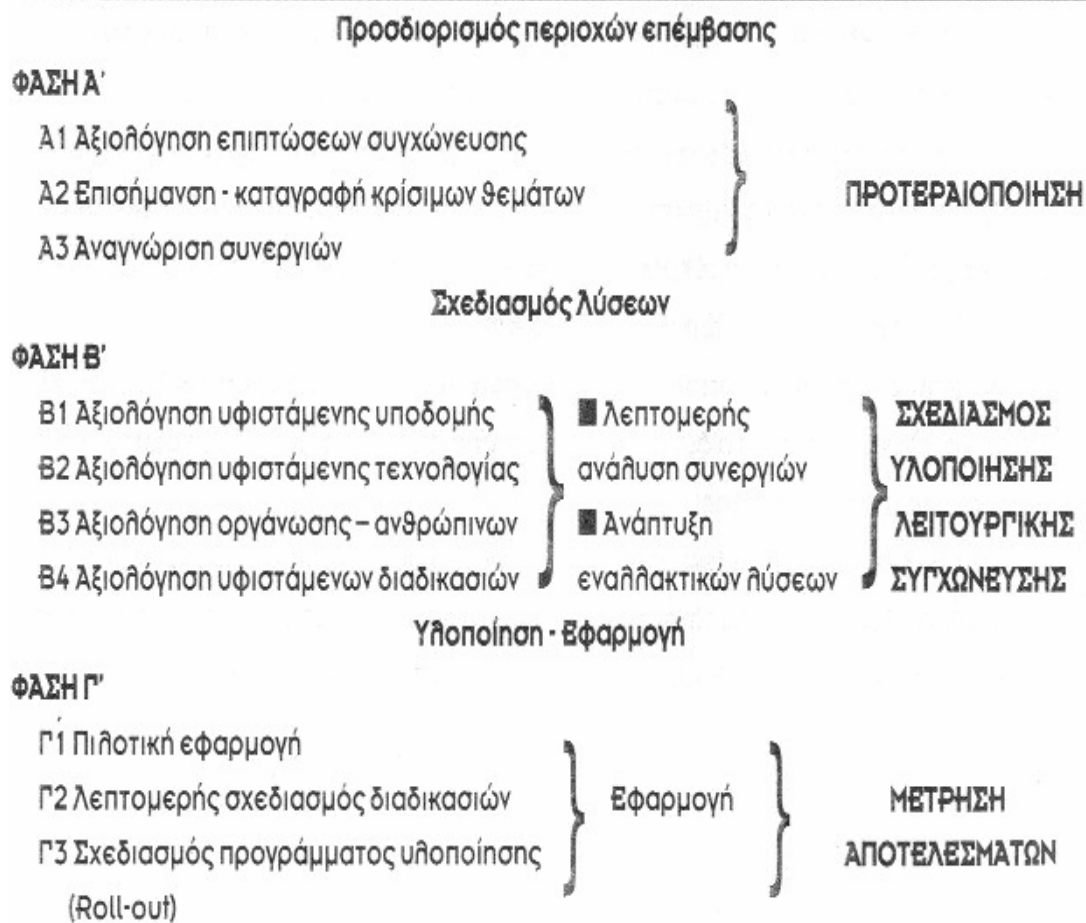 Προσδιορισμός περιοχών επέμβασης
ΦΑΣΗ Α'
Α1 Αξιολόγηση επιπτώσεων συγχώνευσης
Α2 Επισήμανση - καταγραφή κρίσιμων θεμάτων
ΠΡΟΤΕΡΑΙΟΠΟΙΗΣΗ
Α3 Αναγνώριση συνεργιών
Σχεδιασμός λύσεων
ΦΑΣΗ Β'
Β1 Αξιολόγηση υφιστάμενης υποδομής ■ Λεπτομερής ΣΧΕΔΙΑΣΜΟΣ
Β2 Αξιολόγηση υφιστάμενης τεχνολογίας ανάλυση συνεργιών ΥΛΟΠΟΙΗΣΗΣ
Β3 Αξιολόγηση οργάνωσης – ανθρώπινων ■ Ανάπτυξη ΛΕΙΤΟΥΡΓΙΚΗΣ
Β4 Αξιολόγηση υφιστάμενων διαδικασιών εναλλακτικών λύσεων ΣΥΓΧΩΝΕΥΣΗΣ
Υλοποίηση - Εφαρμογή
ΦΑΣΗ Γ'
Γ1 Πιλοτική εφαρμογή
Γ2 Λεπτομερής σχεδιασμός διαδικασιών Εφαρμογή ΜΕΤΡΗΣΗ
Γ3 Σχεδιασμός προγράμματος υλοποίησης ΑΠΟΤΕΛΕΣΜΑΤΩΝ
(Roll-out)